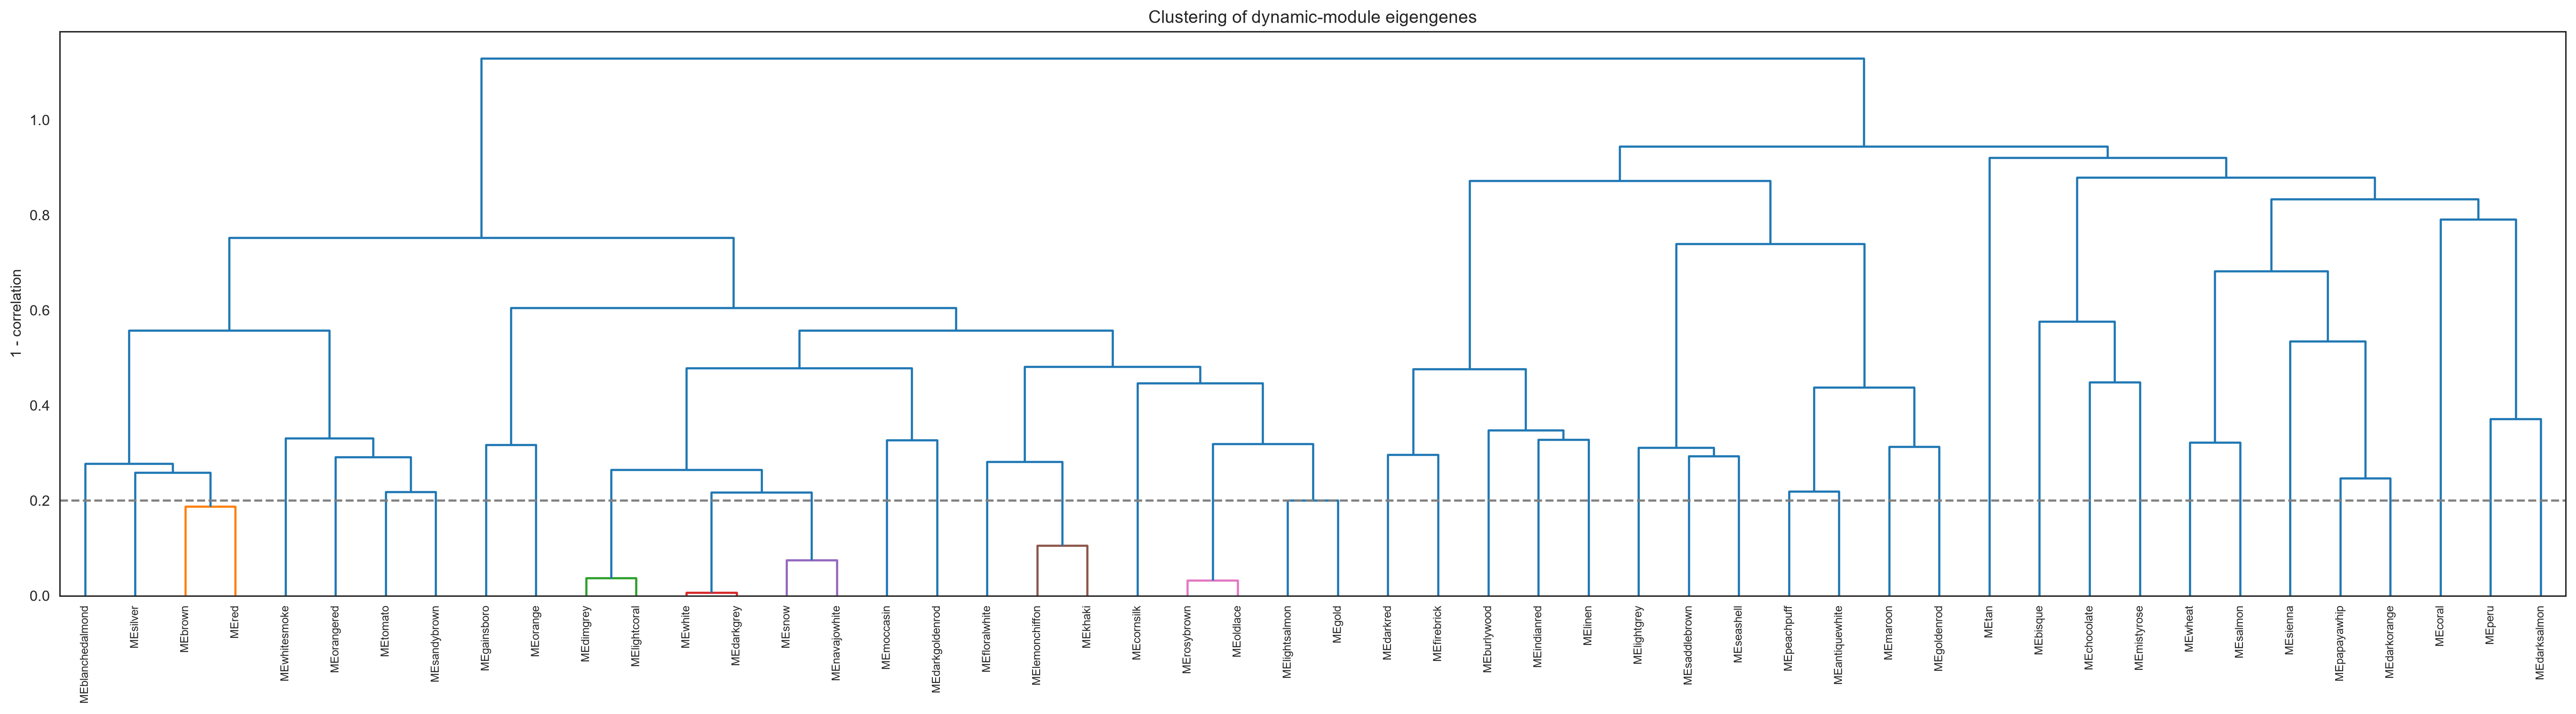 Clustering of dynamic-module eigengenes
1 - correlation
1.0
0.8
0.6
0.4
0.2
0.0
MEblanchedalmond
MEsilver
MEbrown
MEred
MEwhitesmoke
MEorangered
MEtomato
MEsandybrown
MEgainsboro
MEorange
MEdimgrey
MElightcoral
MEwhite
MEdarkgrey
MEsnow
MEnavajowhite
MEmoccasin
MEdarkgoldenrod
MEfloralwhite
MElemonchiffon
MEkhaki
MEcornsilk
MErosybrown
MEoldlace
MElightsalmon
MEgold
MEdarkred
MEfirebrick
MEburlywood
MEindianred
MElinen
MElightgrey
MEsaddlebrown
MEseashell
MEpeachpuff
MEantiquewhite
MEmaroon
MEgoldenrod
MEtan
MEbisque
MEchocolate
MEmistyrose
MEwheat
MEsalmon
MEsienna
MEpapayawhip
MEdarkorange
MEcoral
MEperu
MEdarksalmon